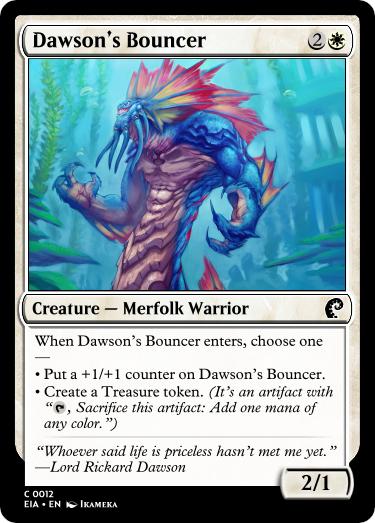 Dawson's Bouncer 2
Creature — Merfolk Warrior
When Dawson's Bouncer enters, choose one
—
• Put a +1/+1 counter on Dawson's Bouncer.
• Create a Treasure token. (It's an artifact with
“, Sacrifice this artifact: Add one mana of
any color.”)
“Whoever said life is priceless hasn't met me yet.”
—Lord Rickard Dawson
2/1
C 0012
EIA • EN Ikameka